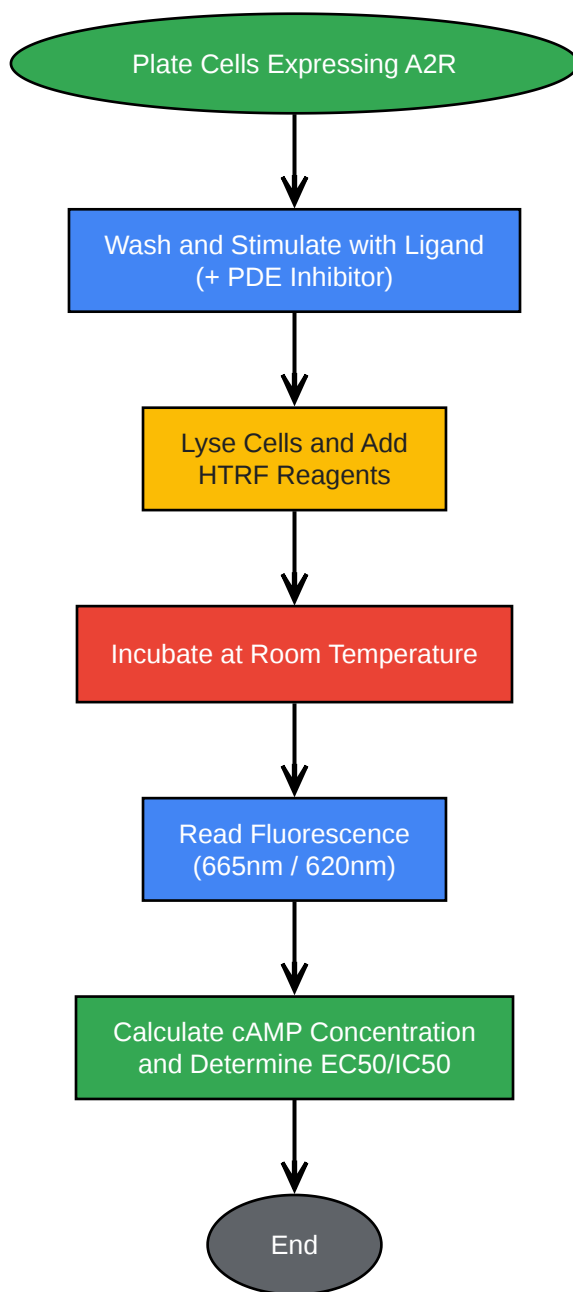 Plate Cells Expressing A2R
Wash and Stimulate with Ligand
(+ PDE Inhibitor)
Lyse Cells and Add
HTRF Reagents
Incubate at Room Temperature
Read Fluorescence
(665nm / 620nm)
Calculate cAMP Concentration
and Determine EC50/IC50
End